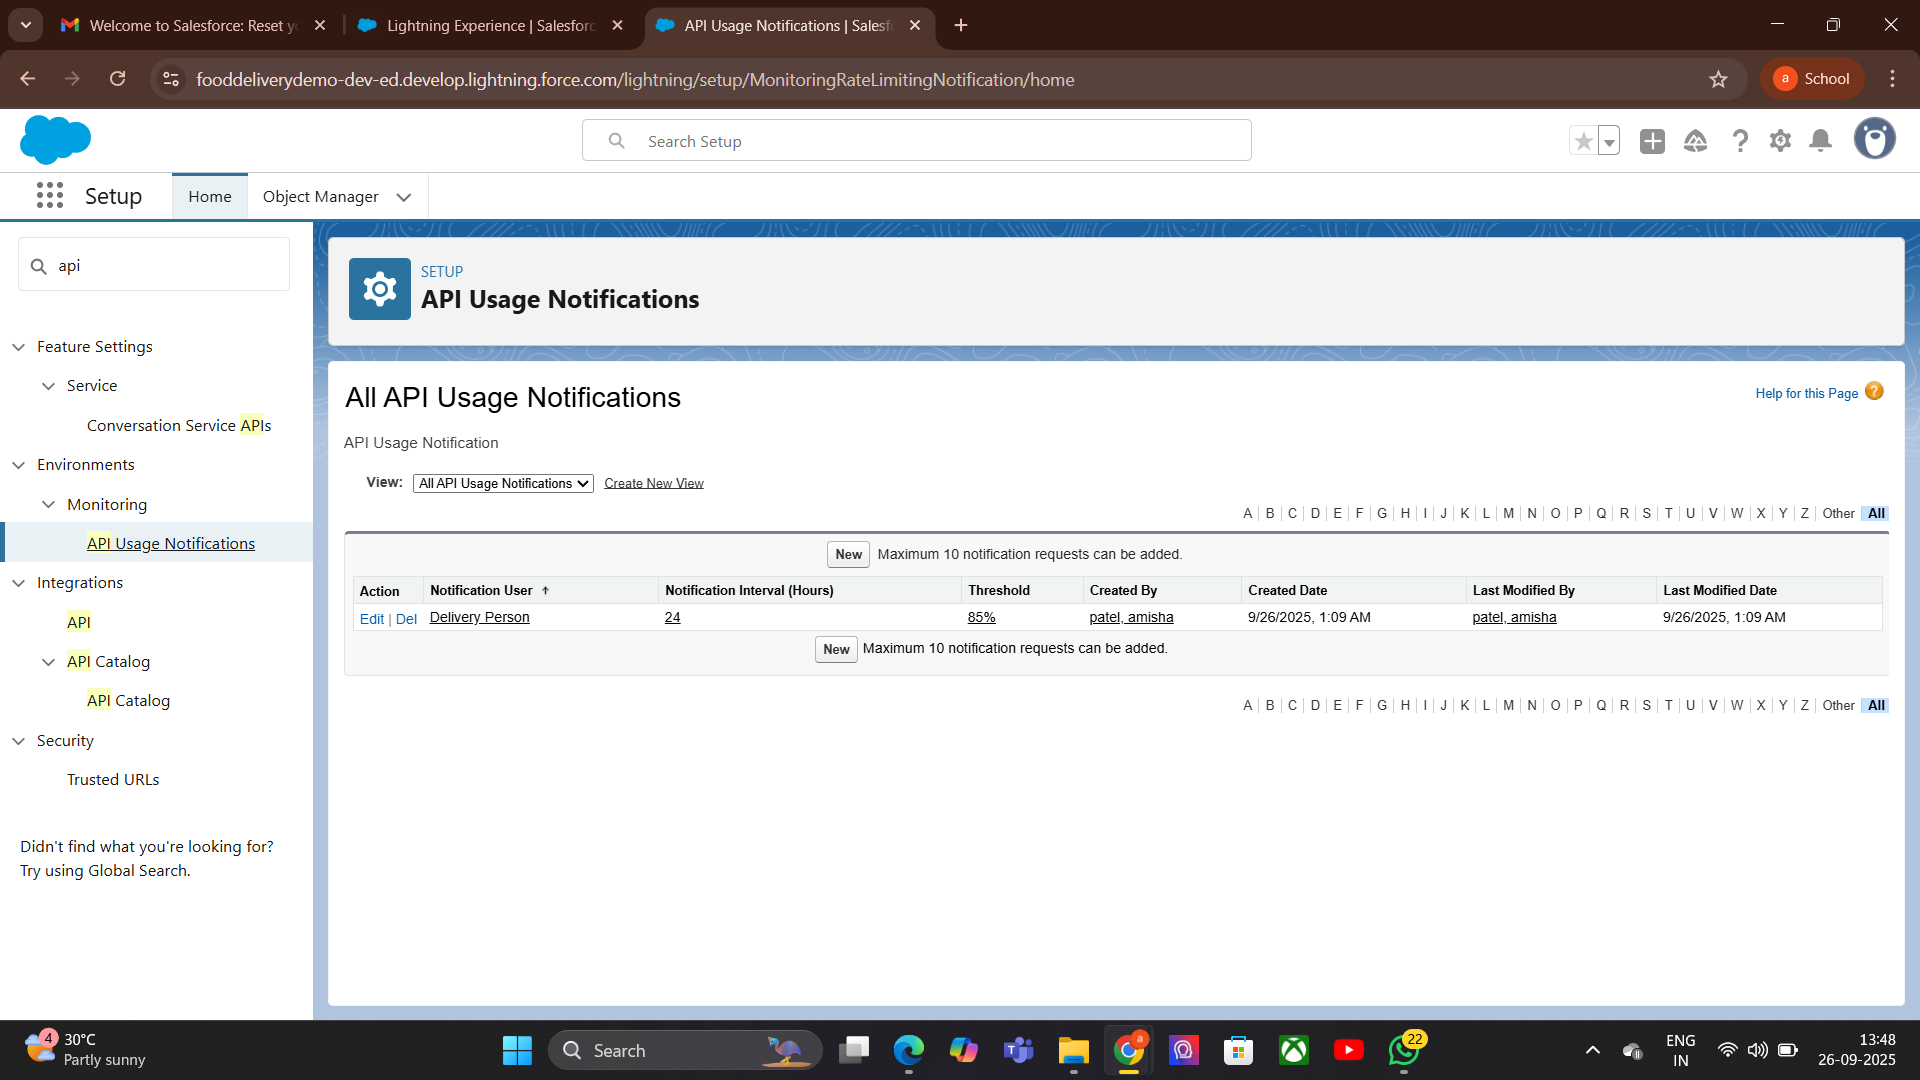 Welcome to Salesforce: Reset yo
Lightning Experience | Salesforc
API Usage Notifications | Salesf
fooddeliverydemo-dev-ed.develop.lightning.force.com/lightning/setup/MonitoringRateLimitingNotification/home
a School
Search Setup
Setup Home Object Manager
api
Feature Settings
Service
Conversation Service APIs
Environments
Monitoring
API Usage Notifications
Integrations
API
API Catalog
API Catalog
Security
Trusted URLs
Didn't find what you're looking for?
Try using Global Search.
SETUP
API Usage Notifications
All API Usage Notifications
Help for this Page ?
API Usage Notification
View: All API Usage Notifications Create New View
A | B | C | D | E | F | G | H | I | J | K | L | M | N | O | P | Q | R | S | T | U | V | W | X | Y | Z | Other All
New Maximum 10 notification requests can be added.
Action Notification User Notification Interval (Hours) Threshold Created By Created Date Last Modified By Last Modified Date
Edit | Del Delivery Person 24 85% patel, amisha 9/26/2025, 1:09 AM patel, amisha 9/26/2025, 1:09 AM
New Maximum 10 notification requests can be added.
A | B | C | D | E | F | G | H | I | J | K | L | M | N | O | P | Q | R | S | T | U | V | W | X | Y | Z | Other All
4
30°C
Partly sunny
Search
a
22
ENG
IN
13:48
26-09-2025